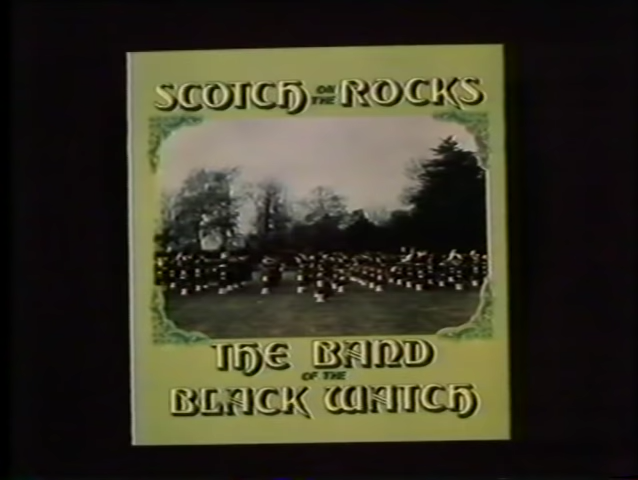 SCOTCH ON THE ROCKS
THE BAND
OF THE
BLACK WATCH